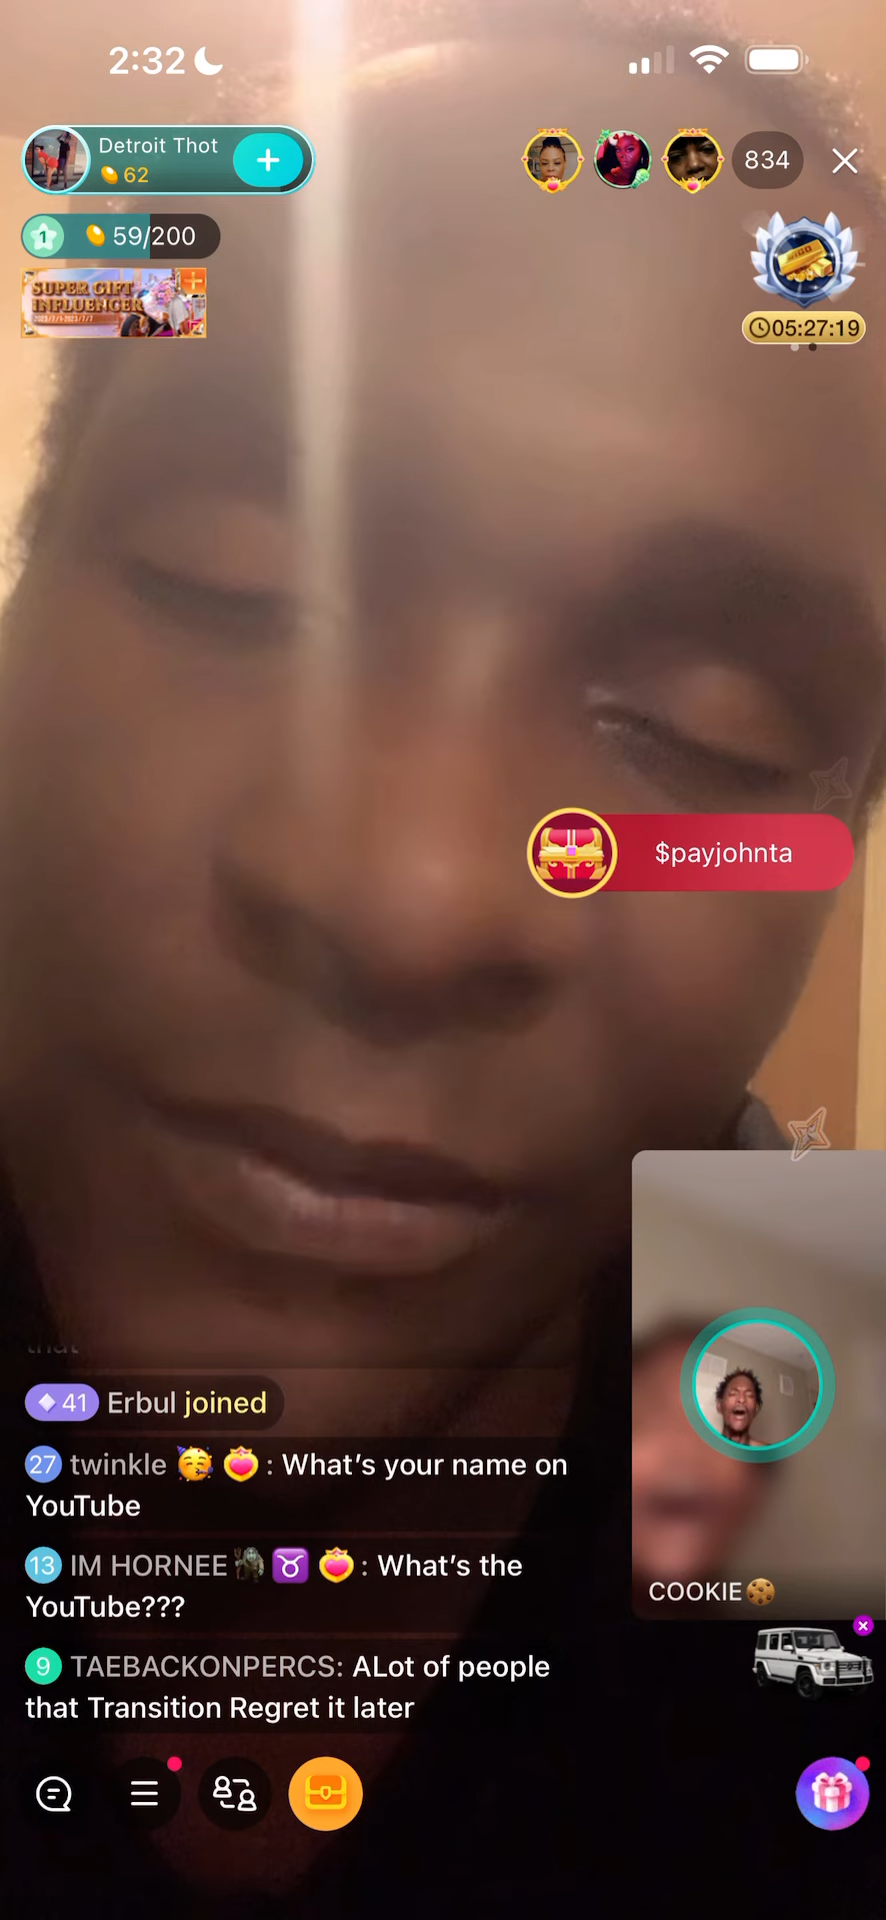 2:32
Detroit Thot
62
834
1
59/200
SUPER GIFT
INFLUENCER
05:27:19
$payjohnta
that
41 Erbul joined
27 twinkle 🥳 : What's your name on
YouTube
13 IM HORNEE🧌♉ : What's the
YouTube???
COOKIE🍪
9 TAEBACKONPERCS: ALot of people
that Transition Regret it later